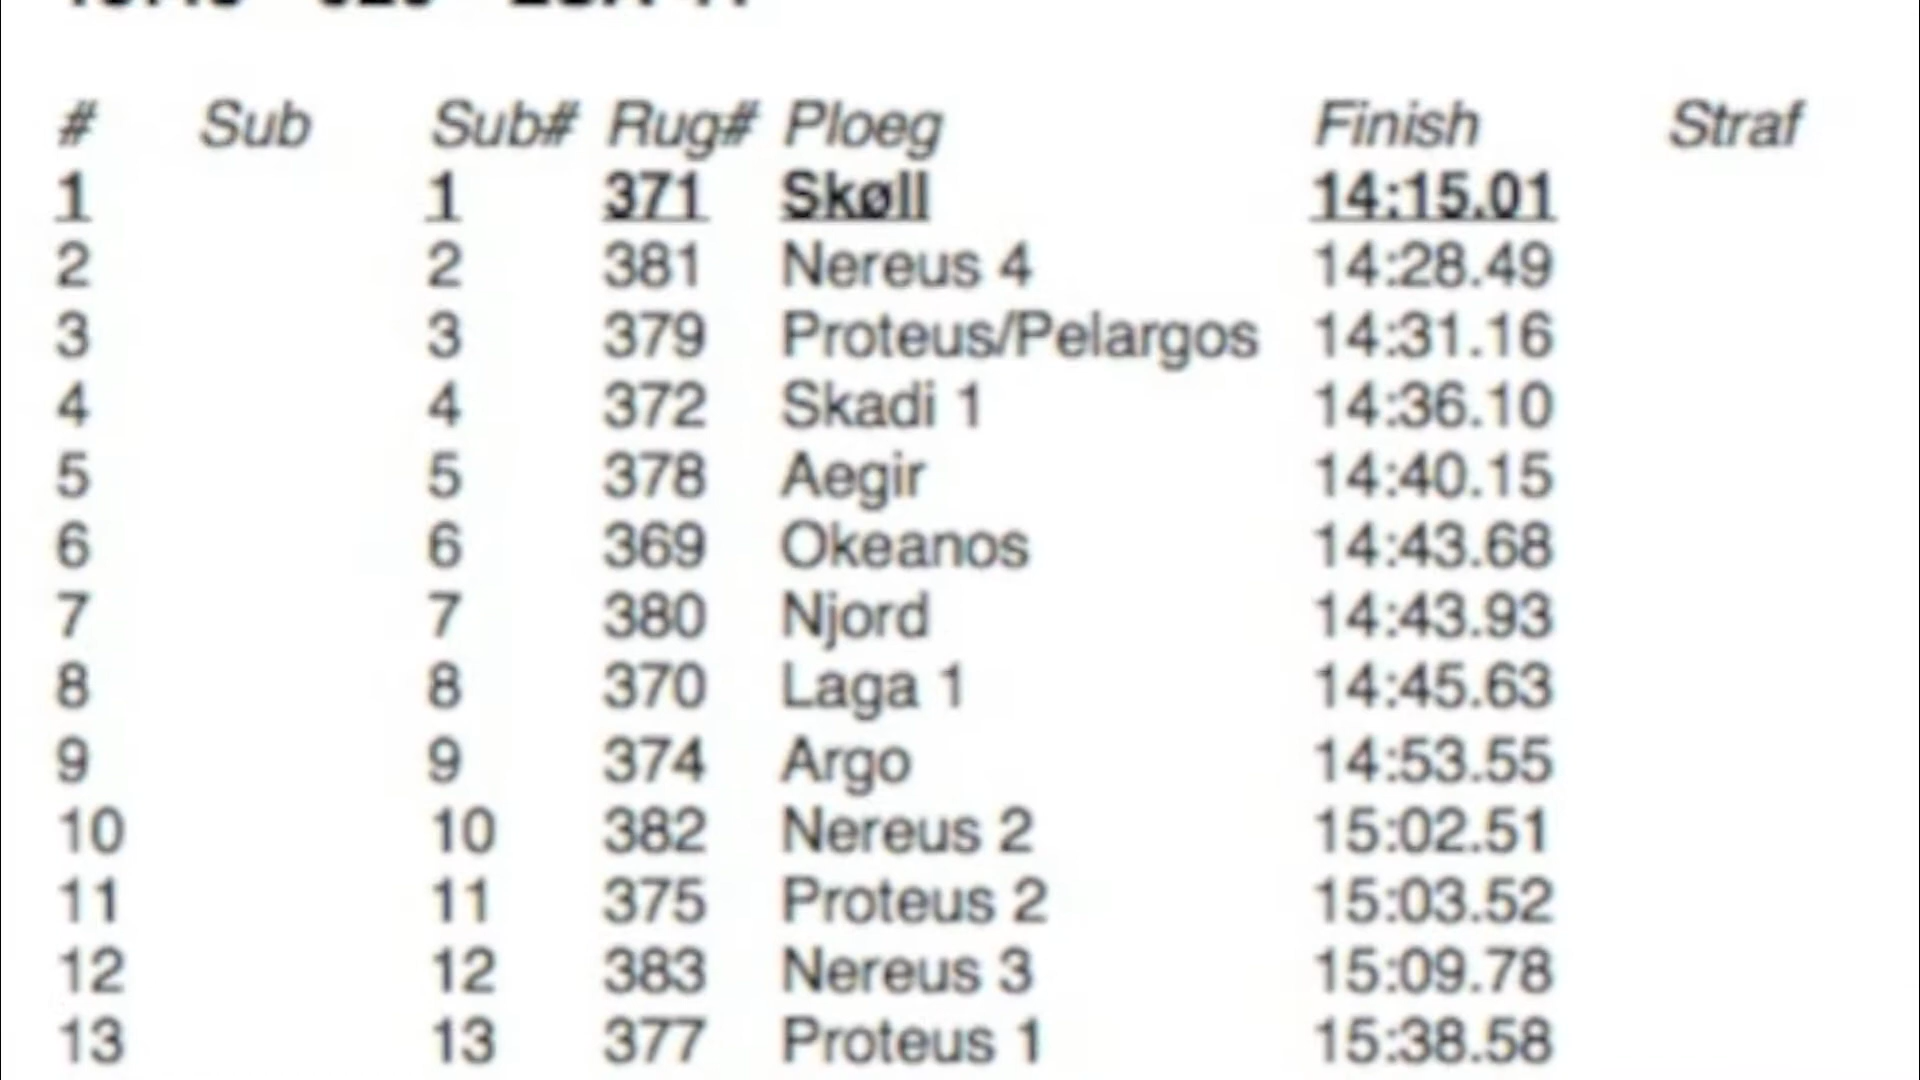 # Sub Sub# Rug# Ploeg Finish Straf
1 1 371 Skøll 14:15.01
2 2 381 Nereus 4 14:28.49
3 3 379 Proteus/Pelargos 14:31.16
4 4 372 Skadi 1 14:36.10
5 5 378 Aegir 14:40.15
6 6 369 Okeanos 14:43.68
7 7 380 Njord 14:43.93
8 8 370 Laga 1 14:45.63
9 9 374 Argo 14:53.55
10 10 382 Nereus 2 15:02.51
11 11 375 Proteus 2 15:03.52
12 12 383 Nereus 3 15:09.78
13 13 377 Proteus 1 15:38.58